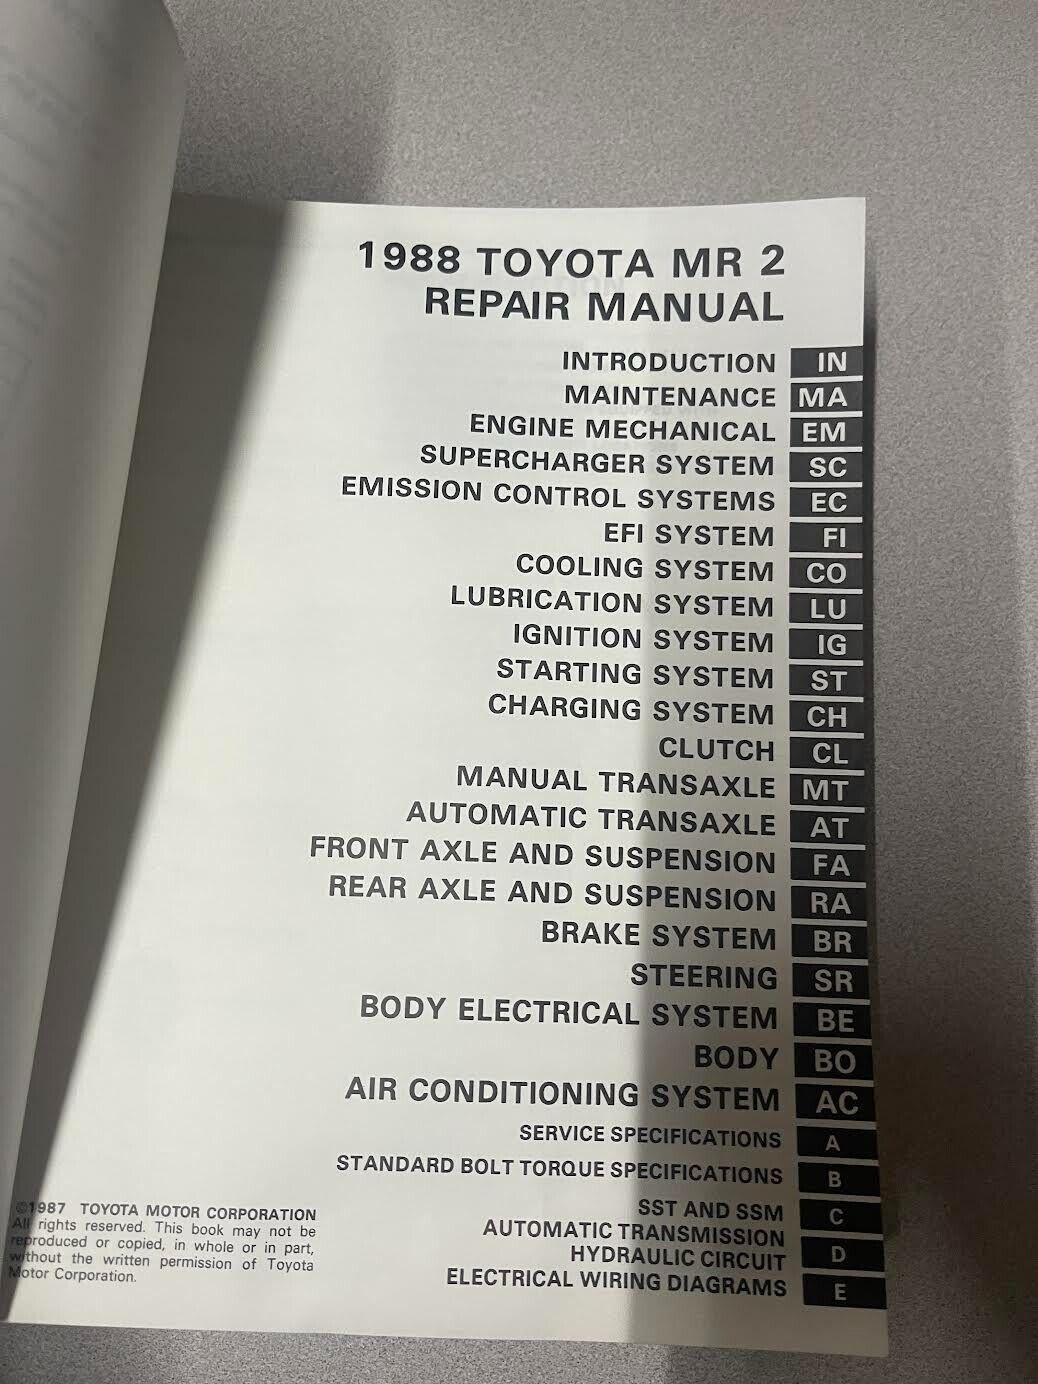 1988 TOYOTA MR 2
REPAIR MANUAL
INTRODUCTION IN
MAINTENANCE MA
ENGINE MECHANICAL EM
SUPERCHARGER SYSTEM SC
EMISSION CONTROL SYSTEMS EC
EFI SYSTEM FI
COOLING SYSTEM CO
LUBRICATION SYSTEM LU
IGNITION SYSTEM IG
STARTING SYSTEM ST
CHARGING SYSTEM CH
CLUTCH CL
MANUAL TRANSAXLE MT
AUTOMATIC TRANSAXLE AT
FRONT AXLE AND SUSPENSION FA
REAR AXLE AND SUSPENSION RA
BRAKE SYSTEM BR
STEERING SR
BODY ELECTRICAL SYSTEM BE
BODY BO
AIR CONDITIONING SYSTEM AC
SERVICE SPECIFICATIONS A
STANDARD BOLT TORQUE SPECIFICATIONS B
SST AND SSM C
AUTOMATIC TRANSMISSION
HYDRAULIC CIRCUIT D
ELECTRICAL WIRING DIAGRAMS E
©1987 TOYOTA MOTOR CORPORATION
All rights reserved. This book may not be
reproduced or copied, in whole or in part,
without the written permission of Toyota
Motor Corporation.